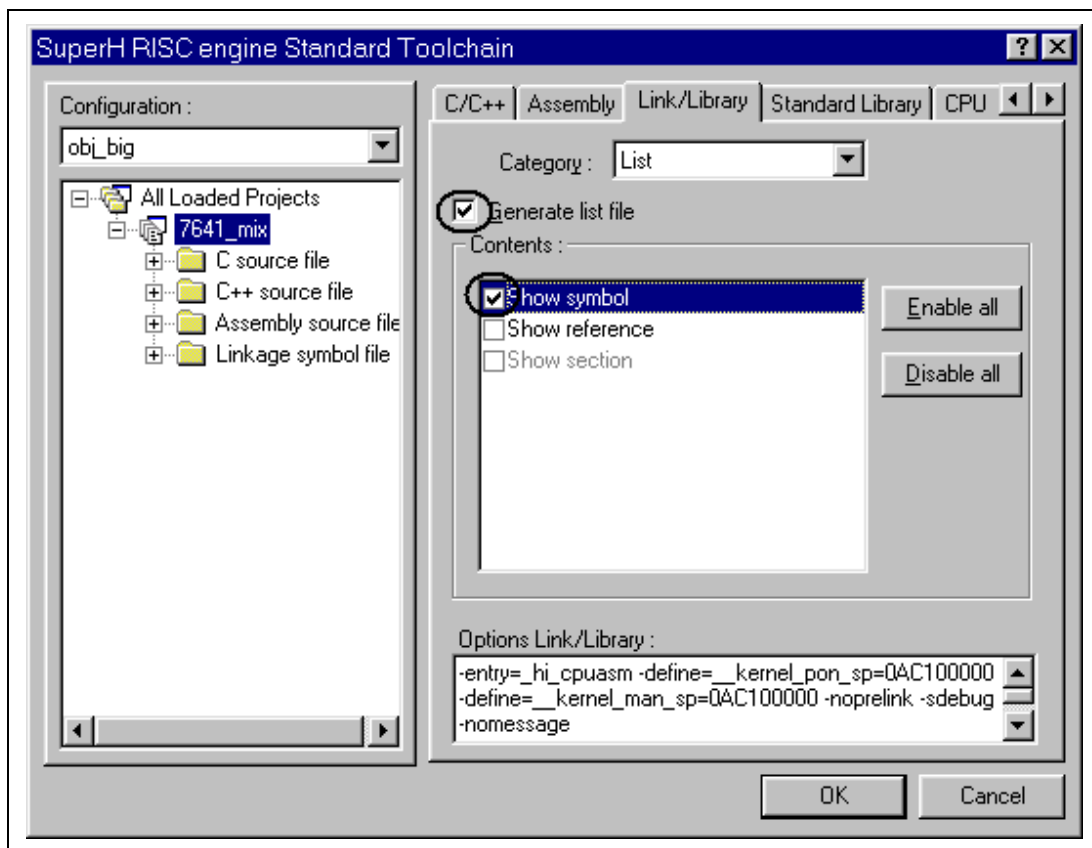 SuperH RISC engine Standard Toolchain
Configuration :
obj_big
All Loaded Projects
7641_mix
C source file
C++ source file
Assembly source file
Linkage symbol file
C/C++
Assembly
Link/Library
Standard Library
CPU
Category :
List
Generate list file
Contents :
Show symbol
Show reference
Show section
Enable all
Disable all
Options Link/Library :
-entry=_hi_cpuasm -define=__kernel_pon_sp=0AC100000
-define=__kernel_man_sp=0AC100000 -noprelink -sdebug
-nomessage
OK
Cancel